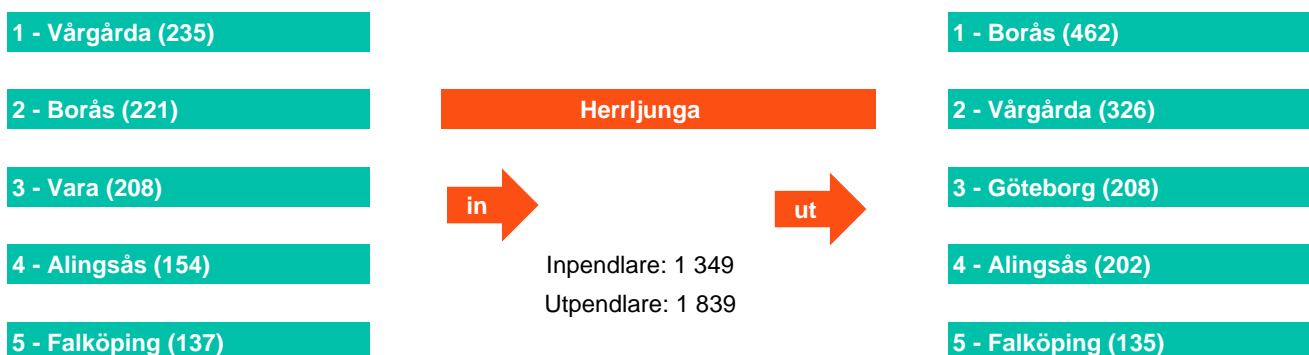 1 - Vårgårda (235)
2 - Borås (221)
3 - Vara (208)
4 - Alingsås (154)
5 - Falköping (137)
Herrljunga
in
ut
Inpendlare: 1 349
Utpendlare: 1 839
1 - Borås (462)
2 - Vårgårda (326)
3 - Göteborg (208)
4 - Alingsås (202)
5 - Falköping (135)